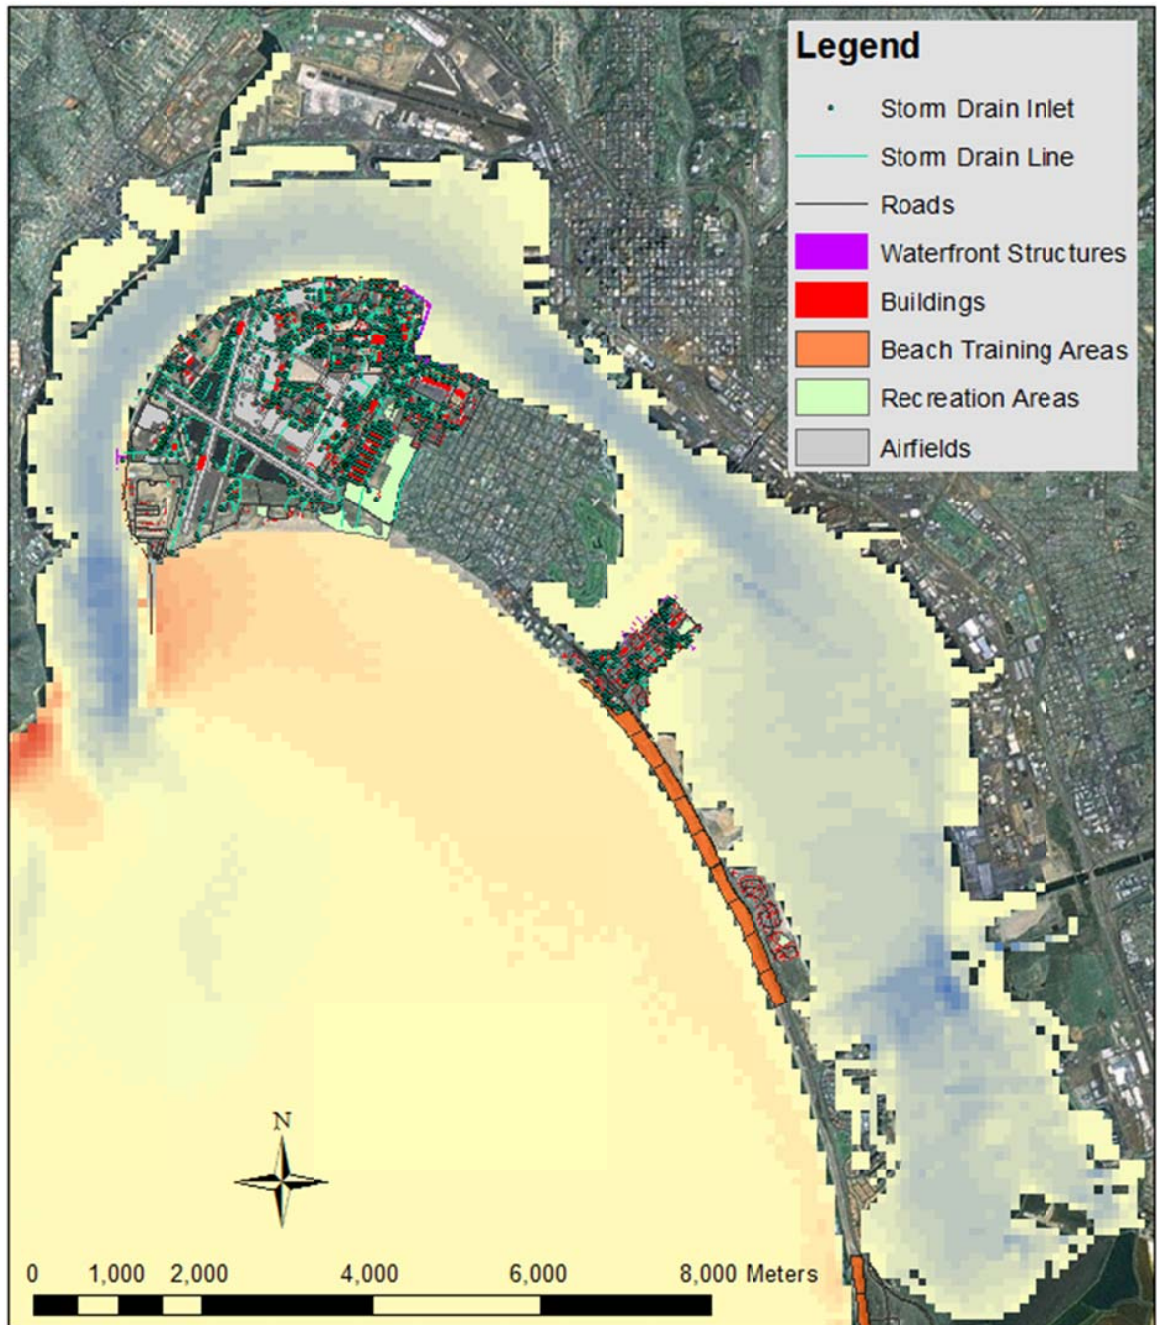 Legend
Storm Drain Inlet
Storm Drain Line
Roads
Waterfront Structures
Buildings
Beach Training Areas
Recreation Areas
Airfields
N
0 1,000 2,000 4,000 6,000 8,000 Meters